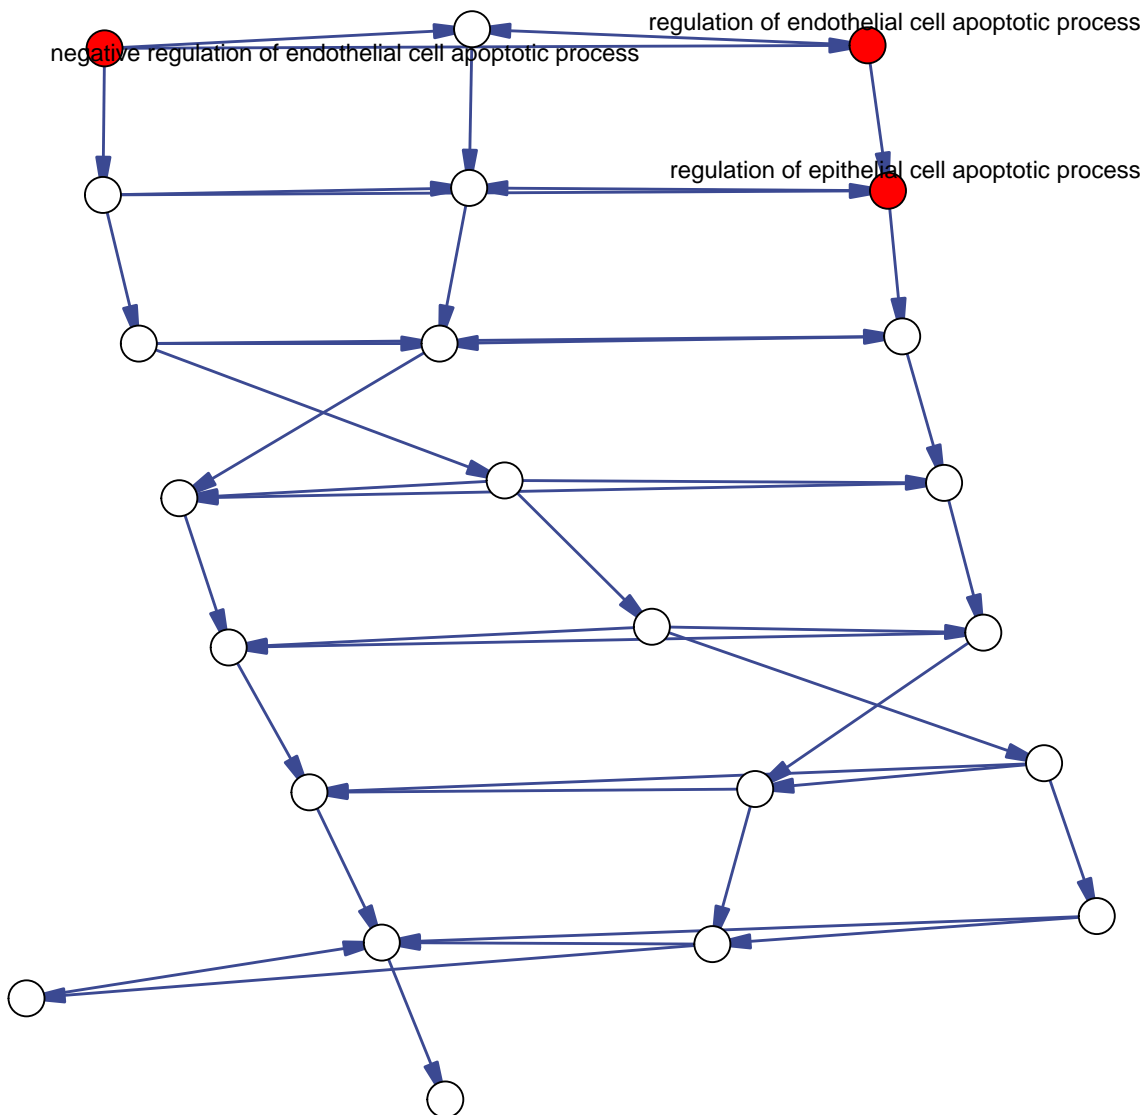 regulation of endothelial cell apoptotic process
negative regulation of endothelial cell apoptotic process
regulation of epithelial cell apoptotic process